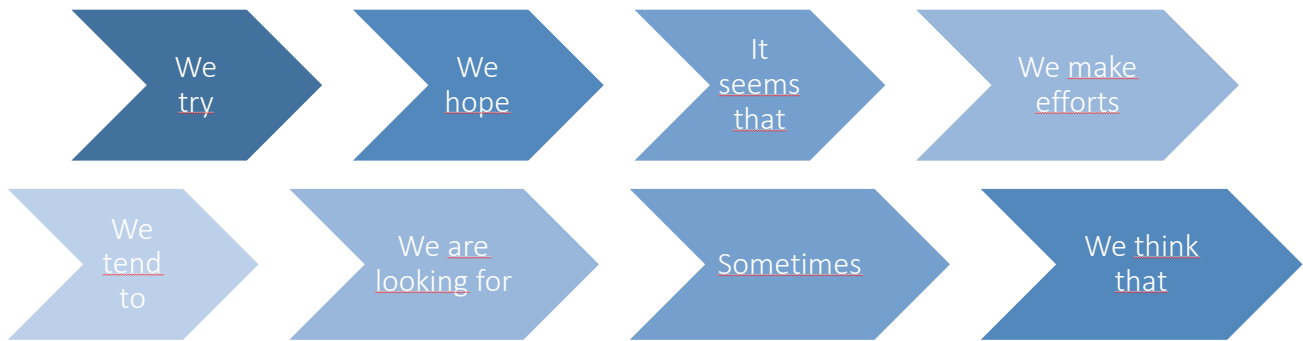 We
try
We
hope
It
seems
that
We make
efforts
We
tend
to
We are
looking for
Sometimes
We think
that